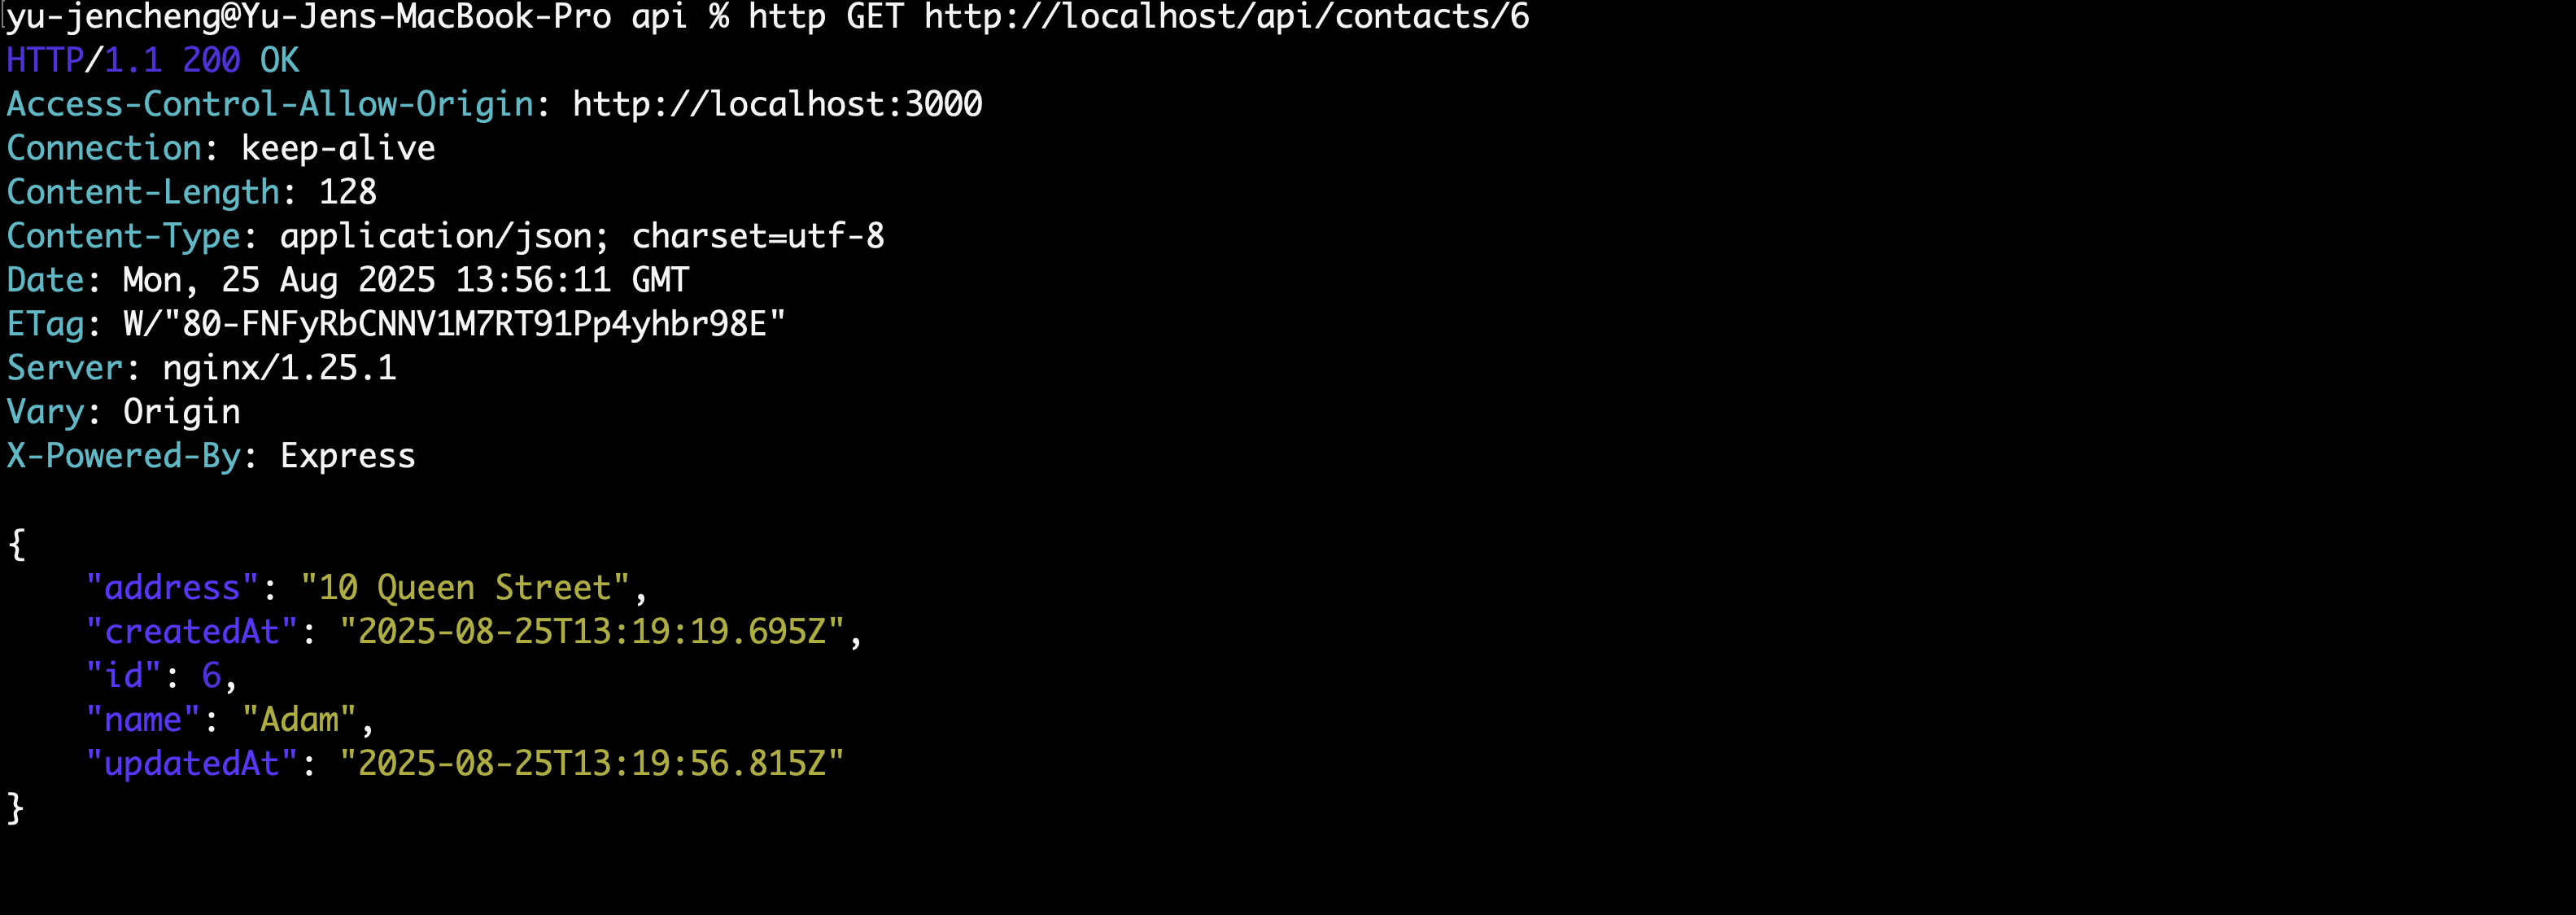 yu-jencheng@Yu-Jens-MacBook-Pro api % http GET http://localhost/api/contacts/6
HTTP/1.1 200 OK
Access-Control-Allow-Origin: http://localhost:3000
Connection: keep-alive
Content-Length: 128
Content-Type: application/json; charset=utf-8
Date: Mon, 25 Aug 2025 13:56:11 GMT
ETag: W/"80-FNFyRbCNNV1M7RT91Pp4yhbr98E"
Server: nginx/1.25.1
Vary: Origin
X-Powered-By: Express

{
    "address": "10 Queen Street",
    "createdAt": "2025-08-25T13:19:19.695Z",
    "id": 6,
    "name": "Adam",
    "updatedAt": "2025-08-25T13:19:56.815Z"
}